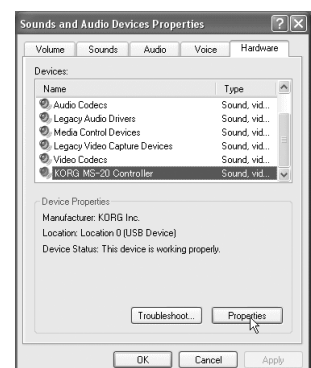 Sounds and Audio Devices Properties
Volume Sounds Audio Voice Hardware
Devices:
Name Type
Audio Codecs Sound, vid...
Legacy Audio Drivers Sound, vid...
Media Control Devices Sound, vid...
Legacy Video Capture Devices Sound, vid...
Video Codecs Sound, vid...
KORG MS-20 Controller Sound, vid...
Device Properties
Manufacturer: KORG Inc.
Location: Location 0 (USB Device)
Device Status: This device is working properly.
Troubleshoot... Properties
OK Cancel Apply